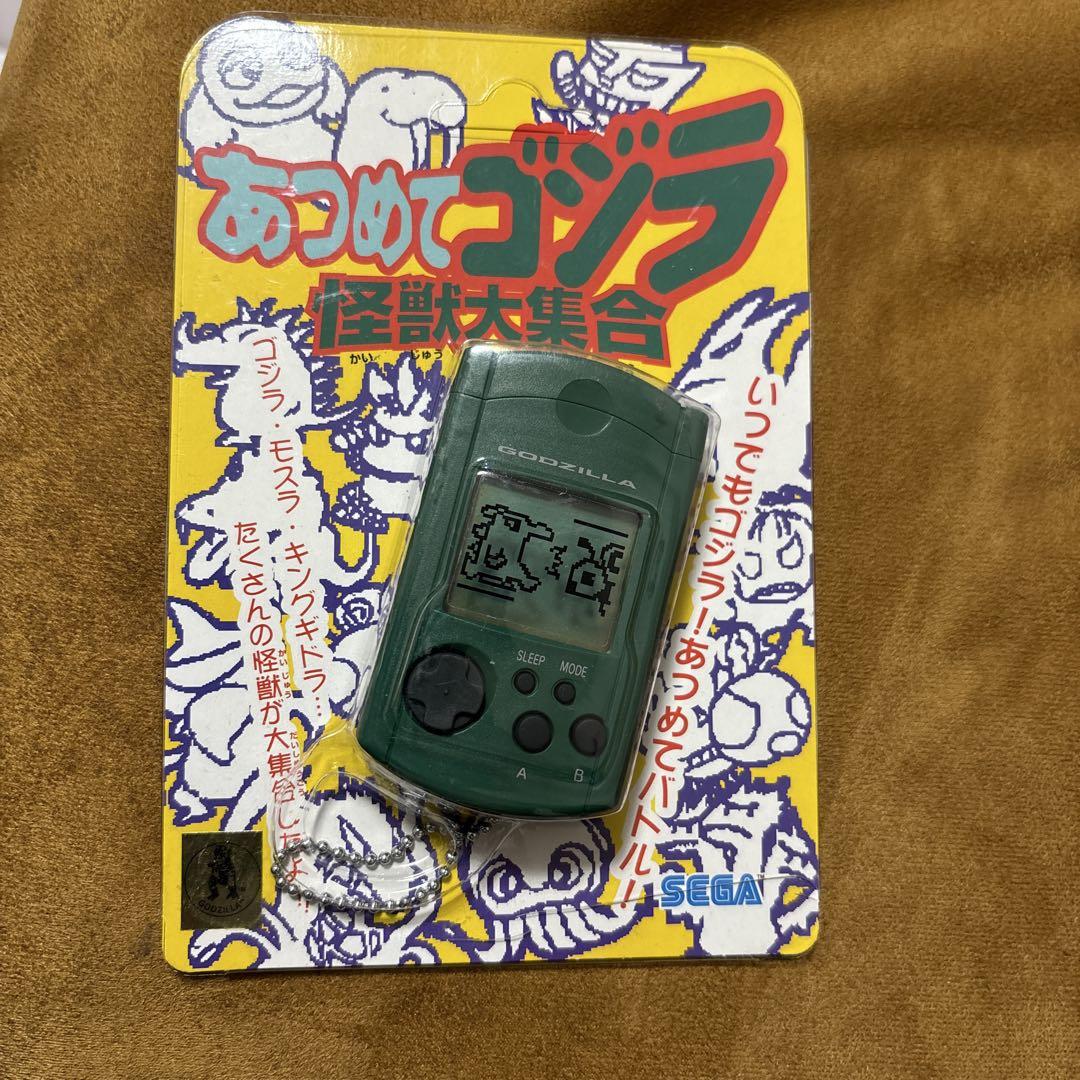 あつめてゴジラ
怪獣大集合
かい じゅう
いつでもゴジラ！あつめてバトル！
ゴジラ・モスラ・キングギドラ…
たくさんの怪獣が大集合したよ!!
かいじゅう
だいしゅうごう
GODZILLA
SLEEP MODE
A B
SEGA
GODZILLA